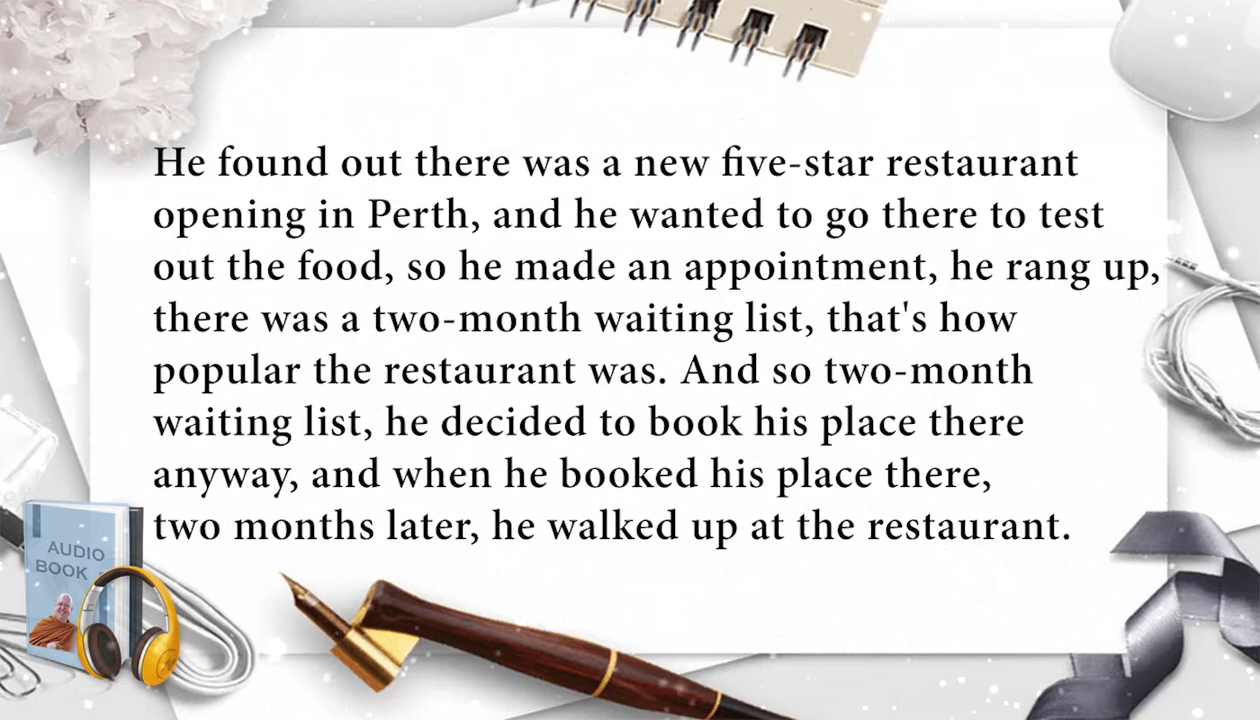 He found out there was a new five-star restaurant
opening in Perth, and he wanted to go there to test
out the food, so he made an appointment, he rang up,
there was a two-month waiting list, that's how
popular the restaurant was. And so two-month
waiting list, he decided to book his place there
anyway, and when he booked his place there,
two months later, he walked up at the restaurant.
AUDIO
BOOK